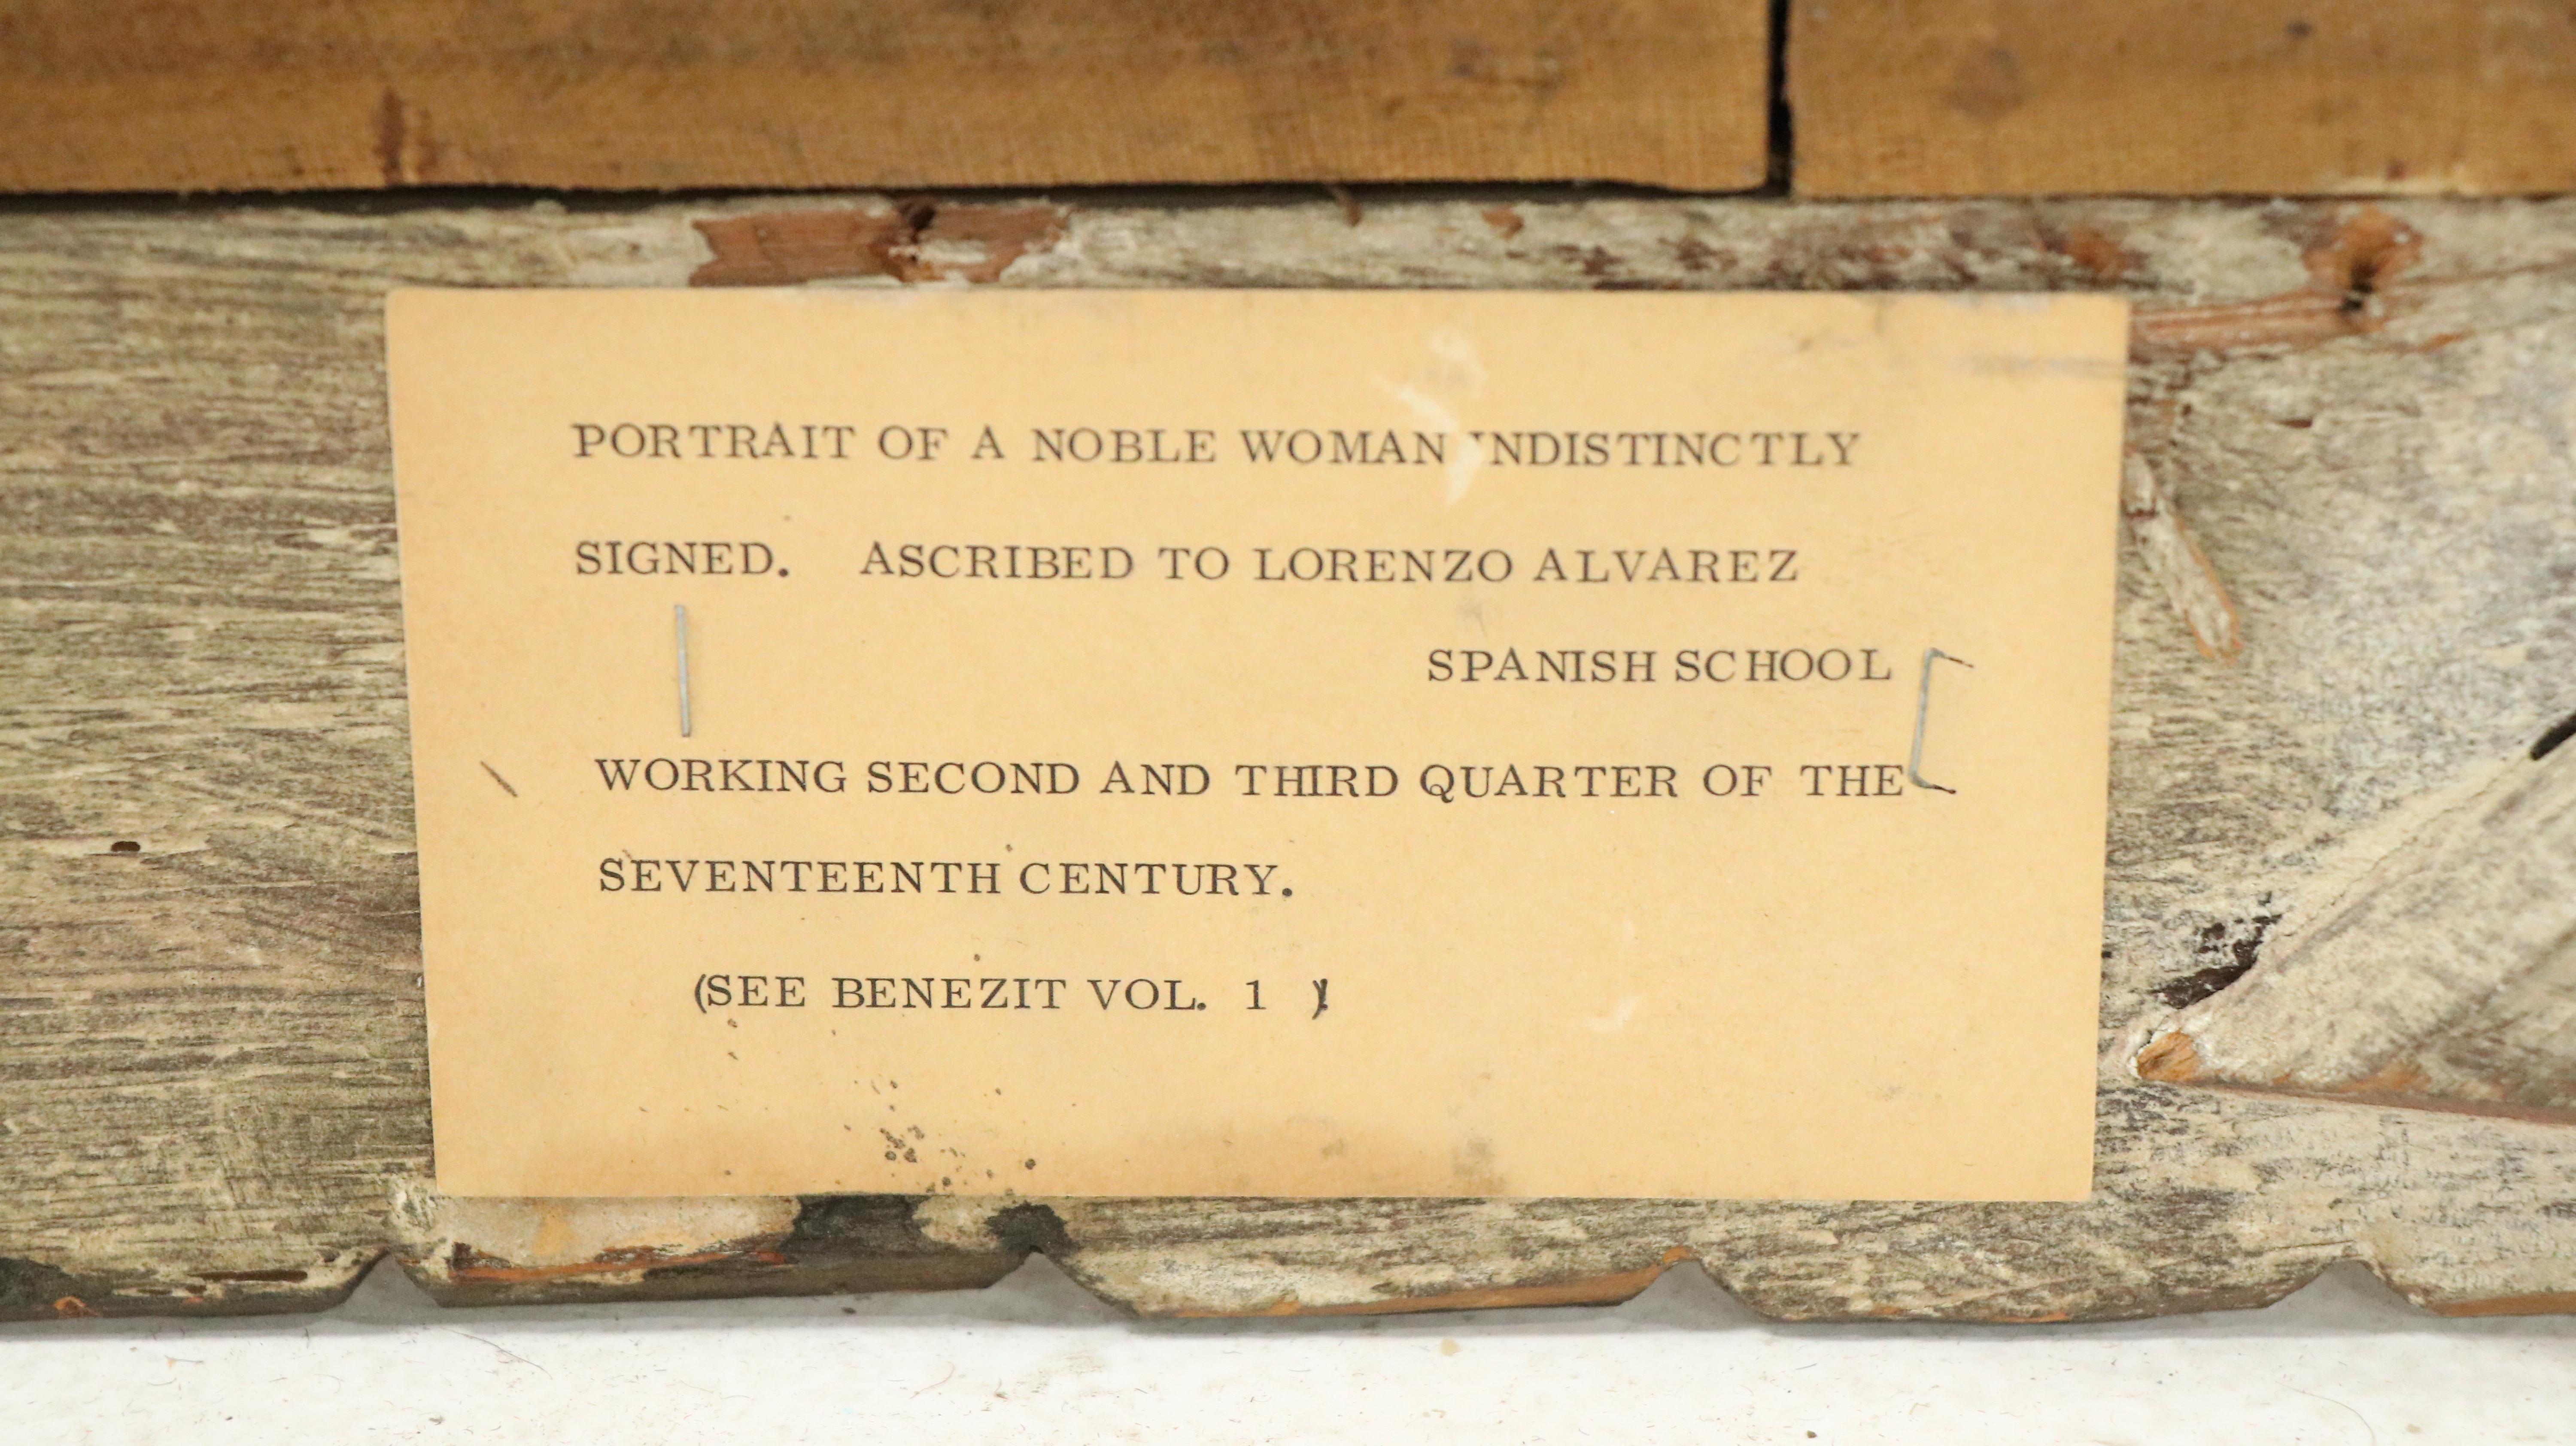 PORTRAIT OF A NOBLE WOMAN INDISTINCTLY
SIGNED. ASCRIBED TO LORENZO ALVAREZ
SPANISH SCHOOL
WORKING SECOND AND THIRD QUARTER OF THE
SEVENTEENTH CENTURY.
(SEE BENEZIT VOL. 1 )